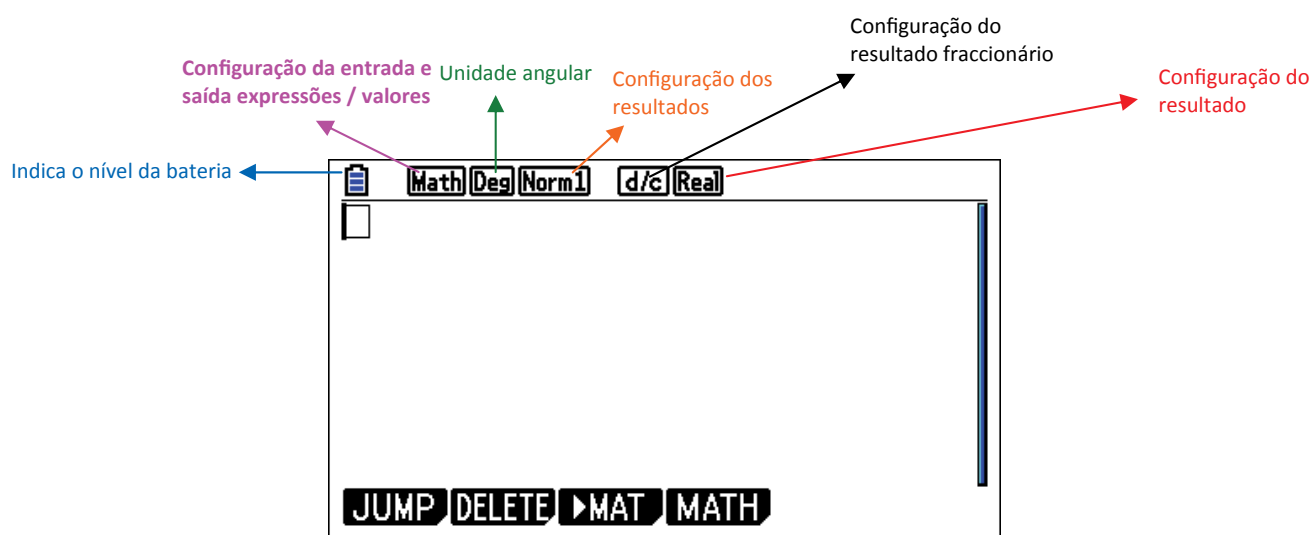 Configuração do
resultado fraccionário
Configuração da entrada e
saída expressões / valores
Unidade angular
Configuração dos
resultados
Configuração do
resultado
Indica o nível da bateria
Math Deg Norm1 d/c Real
JUMP DELETE ►MAT MATH